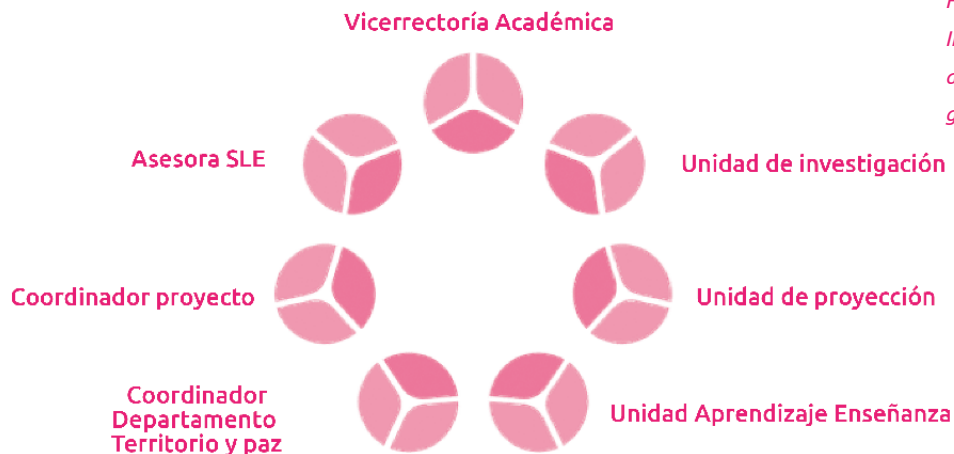 Vicerrectoría Académica
Asesora SLE
Unidad de investigación
Coordinador proyecto
Unidad de proyección
Coordinador
Departamento
Territorio y paz
Unidad Aprendizaje Enseñanza